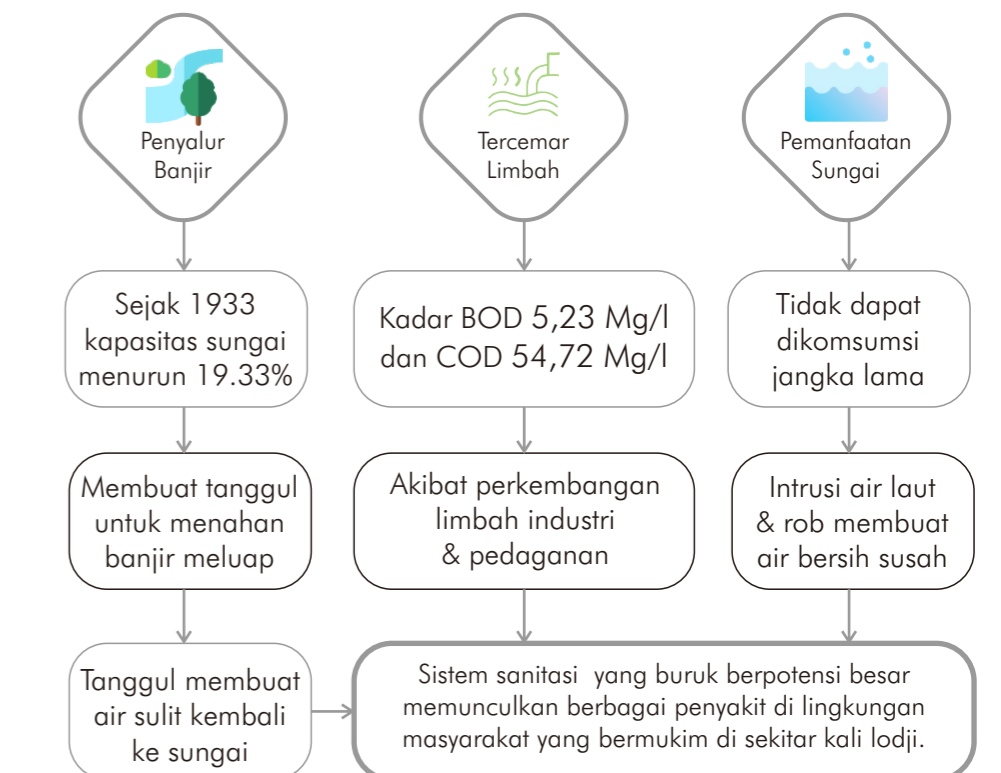 Penyalur
Banjir
Tercemar
Limbah
Pemanfaatan
Sungai
Sejak 1933
kapasitas sungai
menurun 19.33%
Kadar BOD 5,23 Mg/l
dan COD 54,72 Mg/l
Tidak dapat
dikomsumsi
jangka lama
Membuat tanggul
untuk menahan
banjir meluap
Akibat perkembangan
limbah industri
& pedaganan
Intrusi air laut
& rob membuat
air bersih susah
Tanggul membuat
air sulit kembali
ke sungai
Sistem sanitasi yang buruk berpotensi besar
memunculkan berbagai penyakit di lingkungan
masyarakat yang bermukim di sekitar kali lodji.